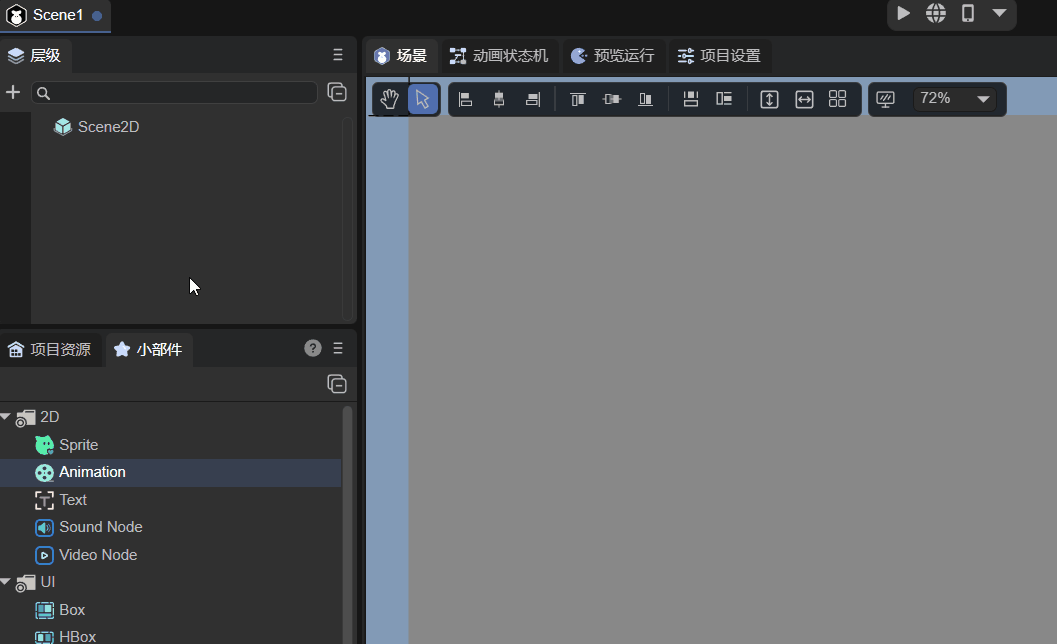 Scene1
层级
场景 动画状态机 预览运行 项目设置
72%
Scene2D
项目资源 小部件
2D
Sprite
Animation
Text
Sound Node
Video Node
UI
Box
HBox